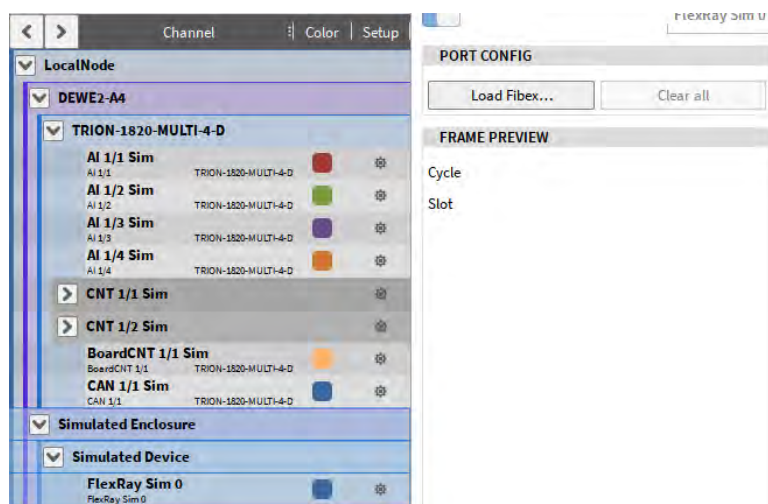 Channel Color Setup
LocalNode
DEWE2-A4
TRION-1820-MULTI-4-D
AI 1/1 Sim
AI 1/1 TRION-1820-MULTI-4-D
AI 1/2 Sim
AI 1/2 TRION-1820-MULTI-4-D
AI 1/3 Sim
AI 1/3 TRION-1820-MULTI-4-D
AI 1/4 Sim
AI 1/4 TRION-1820-MULTI-4-D
CNT 1/1 Sim
CNT 1/2 Sim
BoardCNT 1/1 Sim
BoardCNT 1/1 TRION-1820-MULTI-4-D
CAN 1/1 Sim
CAN 1/1 TRION-1820-MULTI-4-D
Simulated Enclosure
Simulated Device
FlexRay Sim 0
FlexRay Sim 0
FlexRay Sim 0
PORT CONFIG
Load Fibex... Clear all
FRAME PREVIEW
Cycle
Slot